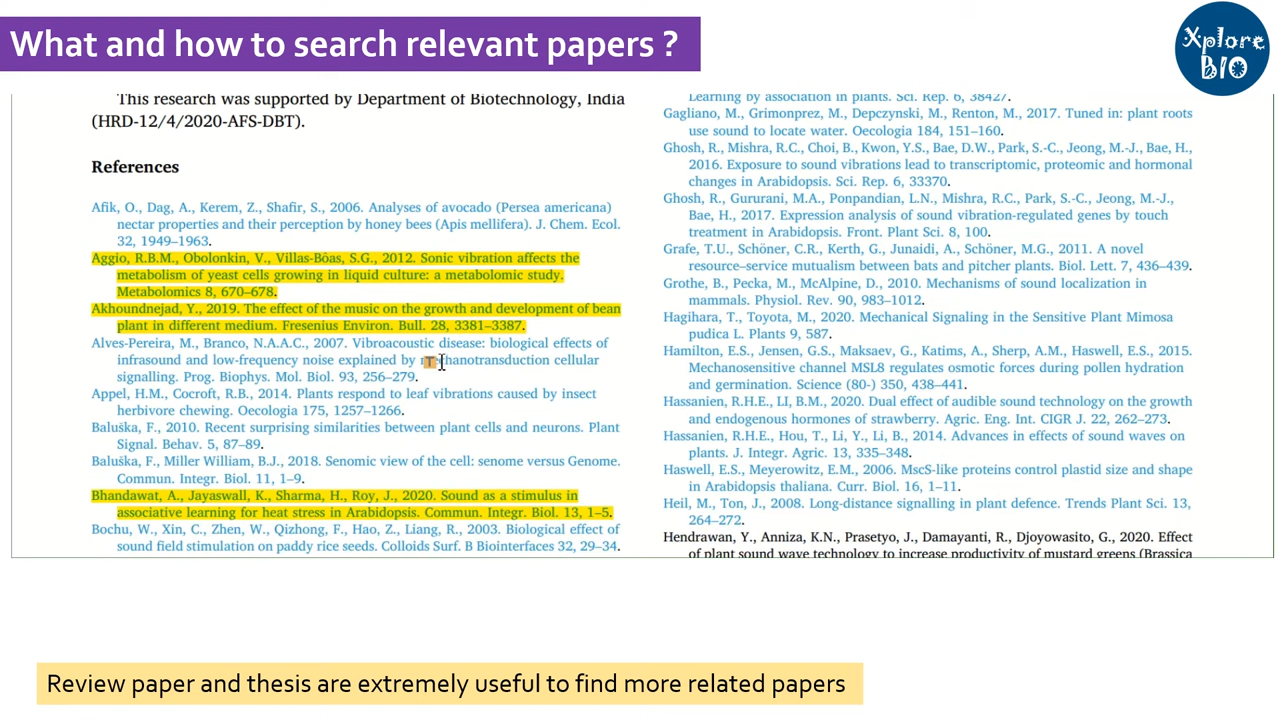 What and how to search relevant papers ?
Xplore
BIO
This research was supported by Department of Biotechnology, India
(HRD-12/4/2020-AFS-DBT).
References
Afik, O., Dag, A., Kerem, Z., Shafir, S., 2006. Analyses of avocado (Persea americana)
nectar properties and their perception by honey bees (Apis mellifera). J. Chem. Ecol.
32, 1949–1963.
Aggio, R.B.M., Obolonkin, V., Villas-Bôas, S.G., 2012. Sonic vibration affects the
metabolism of yeast cells growing in liquid culture: a metabolomic study.
Metabolomics 8, 670–678.
Akhoundnejad, Y., 2019. The effect of the music on the growth and development of bean
plant in different medium. Fresenius Environ. Bull. 28, 3381–3387.
Alves-Pereira, M., Branco, N.A.A.C., 2007. Vibroacoustic disease: biological effects of
infrasound and low-frequency noise explained by mechanotransduction cellular
signalling. Prog. Biophys. Mol. Biol. 93, 256–279.
Appel, H.M., Cocroft, R.B., 2014. Plants respond to leaf vibrations caused by insect
herbivore chewing. Oecologia 175, 1257–1266.
Baluška, F., 2010. Recent surprising similarities between plant cells and neurons. Plant
Signal. Behav. 5, 87–89.
Baluška, F., Miller William, B.J., 2018. Senomic view of the cell: senome versus Genome.
Commun. Integr. Biol. 11, 1–9.
Bhandawat, A., Jayaswall, K., Sharma, H., Roy, J., 2020. Sound as a stimulus in
associative learning for heat stress in Arabidopsis. Commun. Integr. Biol. 13, 1–5.
Bochu, W., Xin, C., Zhen, W., Qizhong, F., Hao, Z., Liang, R., 2003. Biological effect of
sound field stimulation on paddy rice seeds. Colloids Surf. B Biointerfaces 32, 29–34.
Learning by association in plants. Sci. Rep. 6, 38427.
Gagliano, M., Grimonprez, M., Depczynski, M., Renton, M., 2017. Tuned in: plant roots
use sound to locate water. Oecologia 184, 151–160.
Ghosh, R., Mishra, R.C., Choi, B., Kwon, Y.S., Bae, D.W., Park, S.-C., Jeong, M.-J., Bae, H.,
2016. Exposure to sound vibrations lead to transcriptomic, proteomic and hormonal
changes in Arabidopsis. Sci. Rep. 6, 33370.
Ghosh, R., Gururani, M.A., Ponpandian, L.N., Mishra, R.C., Park, S.-C., Jeong, M.-J.,
Bae, H., 2017. Expression analysis of sound vibration-regulated genes by touch
treatment in Arabidopsis. Front. Plant Sci. 8, 100.
Grafe, T.U., Schöner, C.R., Kerth, G., Junaidi, A., Schöner, M.G., 2011. A novel
resource–service mutualism between bats and pitcher plants. Biol. Lett. 7, 436–439.
Grothe, B., Pecka, M., McAlpine, D., 2010. Mechanisms of sound localization in
mammals. Physiol. Rev. 90, 983–1012.
Hagihara, T., Toyota, M., 2020. Mechanical Signaling in the Sensitive Plant Mimosa
pudica L. Plants 9, 587.
Hamilton, E.S., Jensen, G.S., Maksaev, G., Katims, A., Sherp, A.M., Haswell, E.S., 2015.
Mechanosensitive channel MSL8 regulates osmotic forces during pollen hydration
and germination. Science (80-) 350, 438–441.
Hassanien, R.H.E., LI, B.M., 2020. Dual effect of audible sound technology on the growth
and endogenous hormones of strawberry. Agric. Eng. Int. CIGR J. 22, 262–273.
Hassanien, R.H.E., Hou, T., Li, Y., Li, B., 2014. Advances in effects of sound waves on
plants. J. Integr. Agric. 13, 335–348.
Haswell, E.S., Meyerowitz, E.M., 2006. MscS-like proteins control plastid size and shape
in Arabidopsis thaliana. Curr. Biol. 16, 1–11.
Heil, M., Ton, J., 2008. Long-distance signalling in plant defence. Trends Plant Sci. 13,
264–272.
Hendrawan, Y., Anniza, K.N., Prasetyo, J., Damayanti, R., Djoyowasito, G., 2020. Effect
of plant sound wave technology to increase productivity of mustard greens (Brassica
Review paper and thesis are extremely useful to find more related papers